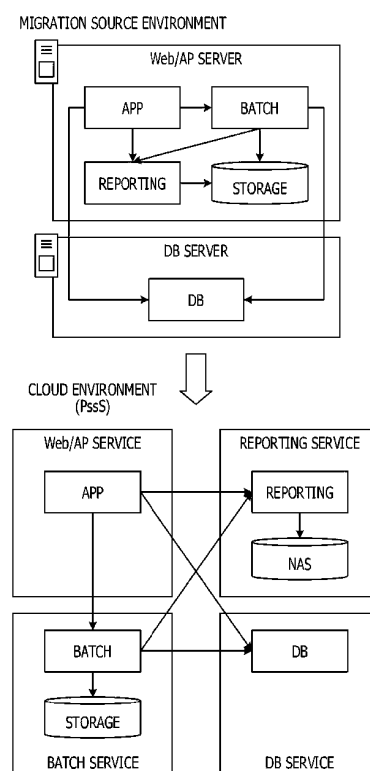 MIGRATION SOURCE ENVIRONMENT
Web/AP SERVER
APP
BATCH
REPORTING
STORAGE
DB SERVER
DB
CLOUD ENVIRONMENT
(PssS)
Web/AP SERVICE
REPORTING SERVICE
APP
REPORTING
NAS
BATCH
DB
STORAGE
BATCH SERVICE
DB SERVICE